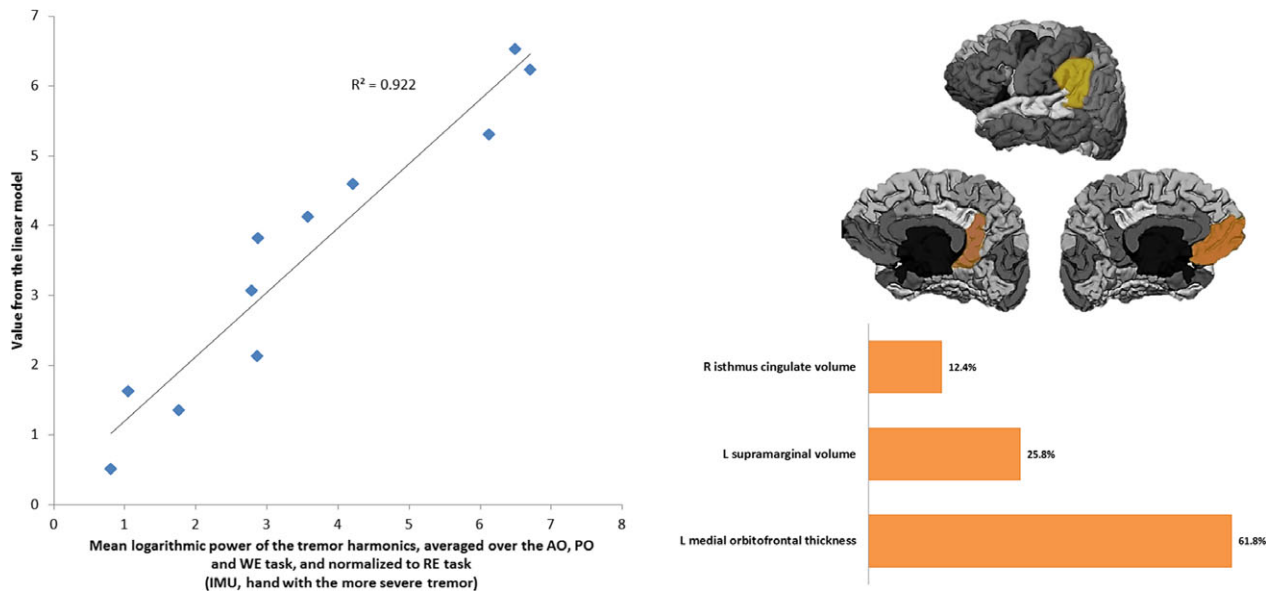 7
6
5
4
3
2
1
0
R² = 0.922
Value from the linear model
0 1 2 3 4 5 6 7 8
Mean logarithmic power of the tremor harmonics, averaged over the AO, PO
and WE task, and normalized to RE task
(IMU, hand with the more severe tremor)
R isthmus cingulate volume 12.4%
L supramarginal volume 25.8%
L medial orbitofrontal thickness 61.8%